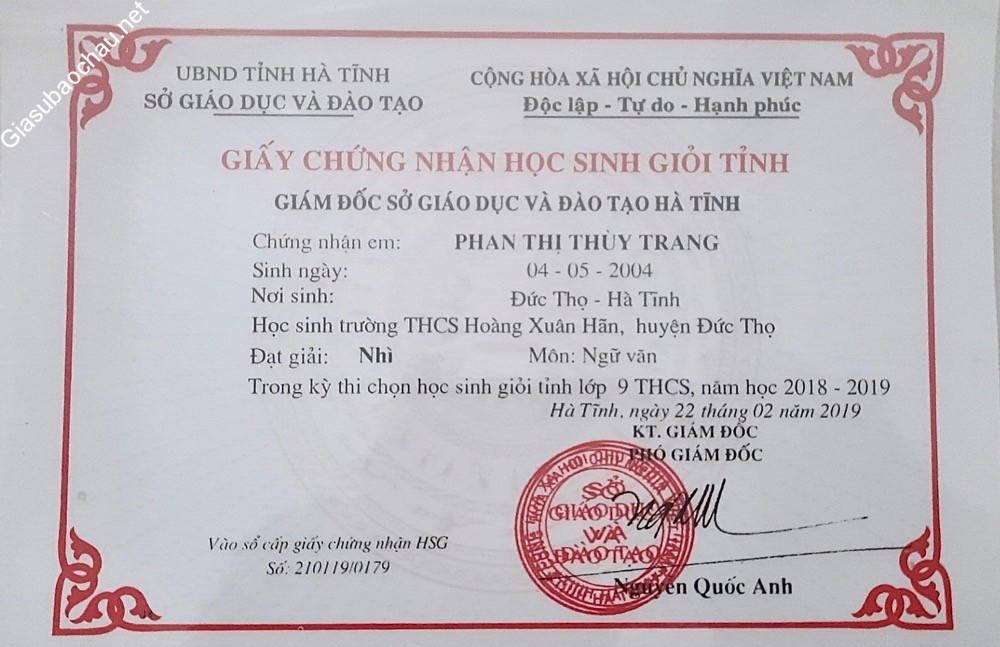 Giasubaochau.net
UBND TỈNH HÀ TĨNH
SỞ GIÁO DỤC VÀ ĐÀO TẠO
CỘNG HÒA XÃ HỘI CHỦ NGHĨA VIỆT NAM
Độc lập - Tự do - Hạnh phúc
GIẤY CHỨNG NHẬN HỌC SINH GIỎI TỈNH
GIÁM ĐỐC SỞ GIÁO DỤC VÀ ĐÀO TẠO HÀ TĨNH
Chứng nhận em: PHAN THỊ THÙY TRANG
Sinh ngày: 04 - 05 - 2004
Nơi sinh: Đức Thọ - Hà Tĩnh
Học sinh trường THCS Hoàng Xuân Hãn, huyện Đức Thọ
Đạt giải: Nhì Môn: Ngữ văn
Trong kỳ thi chọn học sinh giỏi tỉnh lớp 9 THCS, năm học 2018 - 2019
Hà Tĩnh, ngày 22 tháng 02 năm 2019
KT. GIÁM ĐỐC
PHÓ GIÁM ĐỐC
SỞ
GIÁO DỤC
VÀ
ĐÀO TẠO
Nguyễn Quốc Anh
Vào sổ cấp giấy chứng nhận HSG
Số: 210119/0179